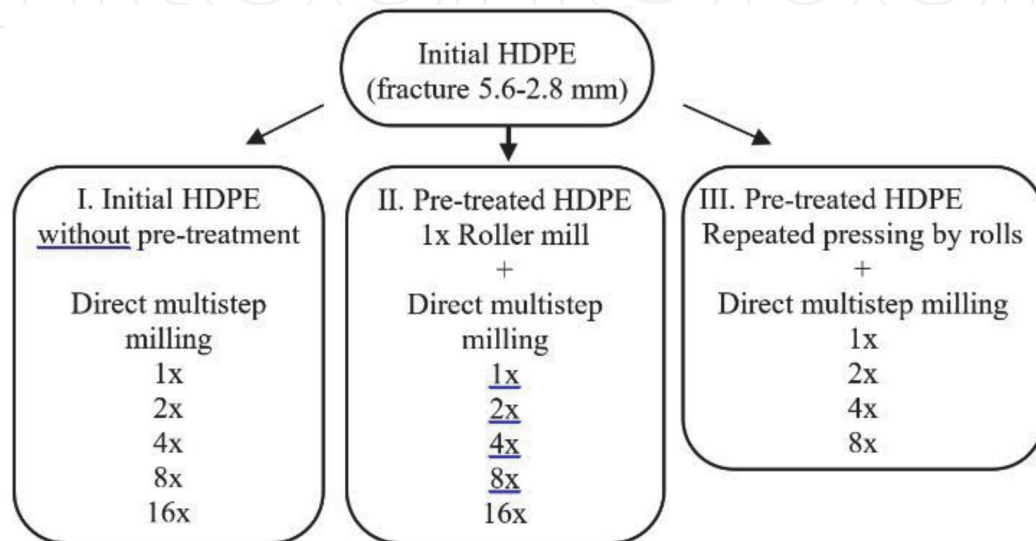 Initial HDPE
(fracture 5.6-2.8 mm)
I. Initial HDPE
without pre-treatment
Direct multistep
milling
1x
2x
4x
8x
16x
II. Pre-treated HDPE
1x Roller mill
+
Direct multistep
milling
1x
2x
4x
8x
16x
III. Pre-treated HDPE
Repeated pressing by rolls
+
Direct multistep milling
1x
2x
4x
8x